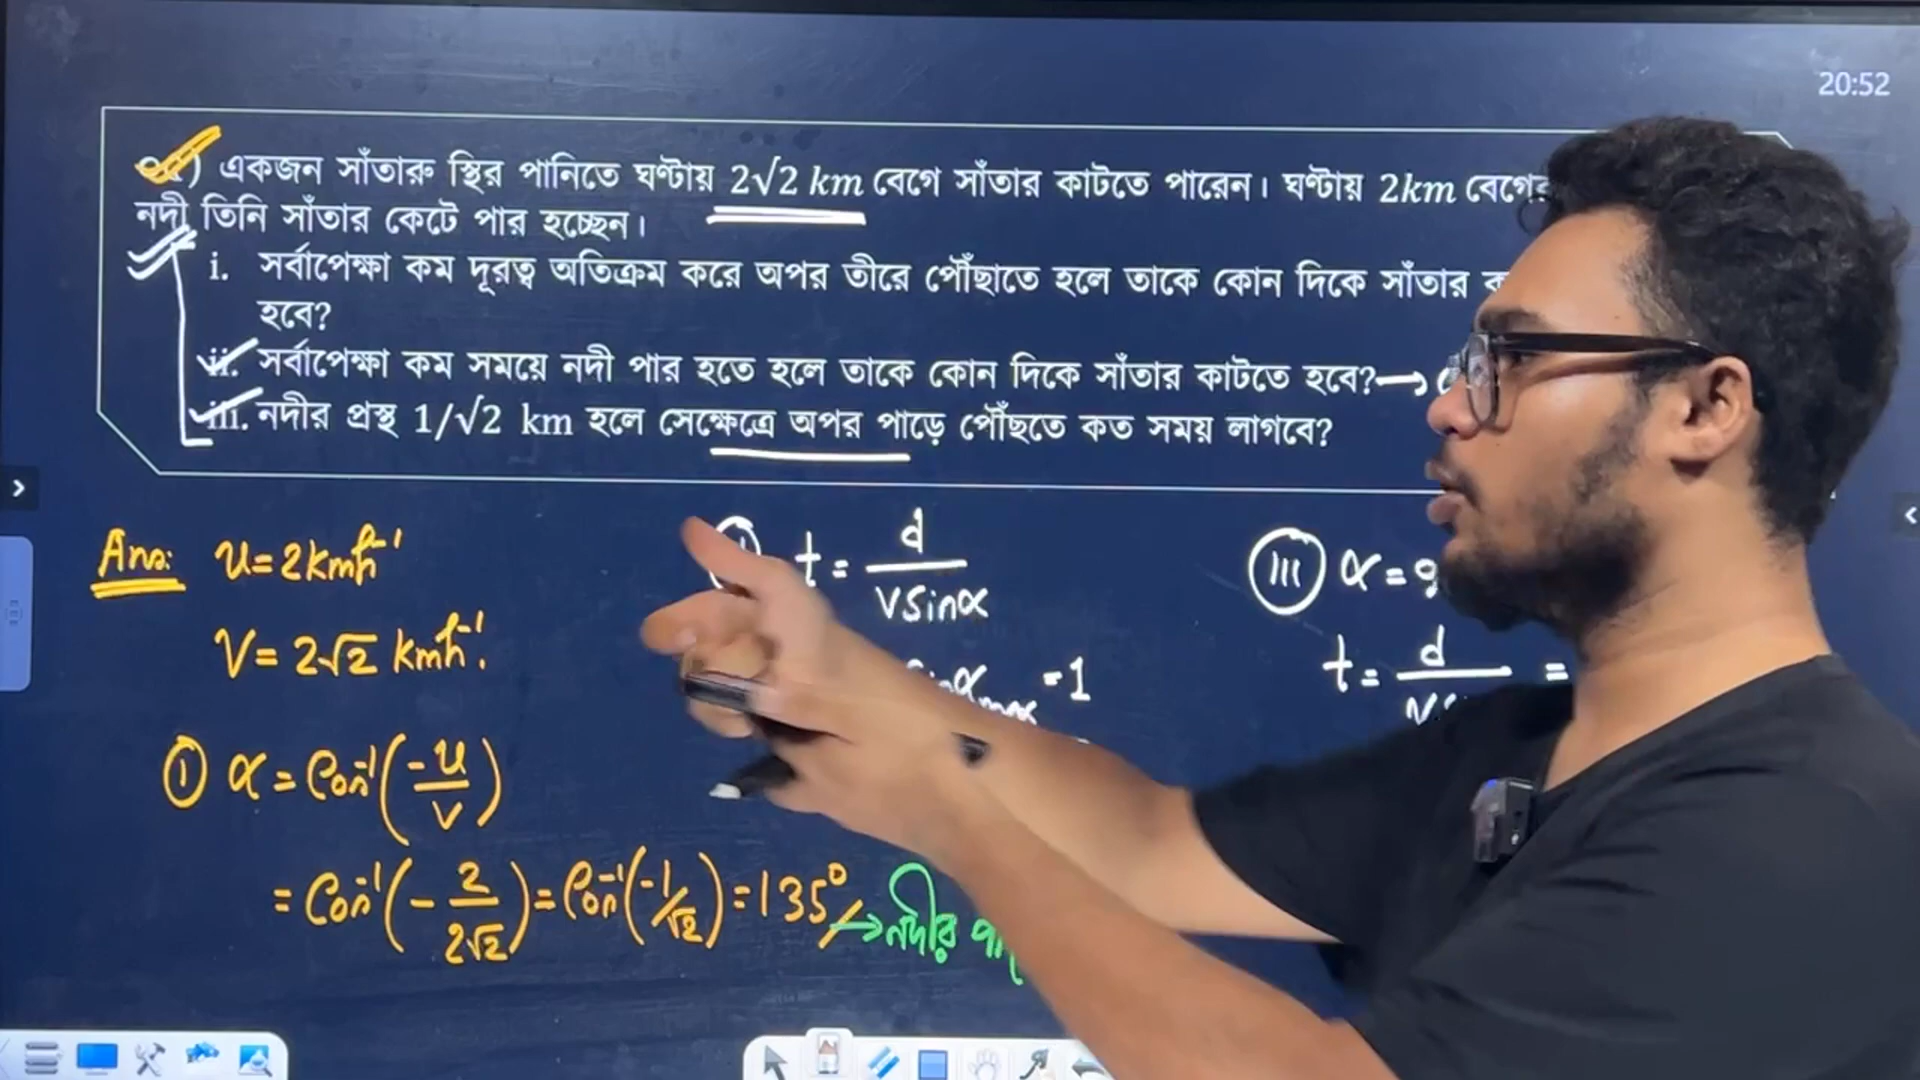 20:52
) একজন সাঁতারু স্থির পানিতে ঘণ্টায় 2√2 km বেগে সাঁতার কাটতে পারেন। ঘণ্টায় 2km বেগের
নদী তিনি সাঁতার কেটে পার হচ্ছেন।
i. সর্বাপেক্ষা কম দূরত্ব অতিক্রম করে অপর তীরে পৌঁছাতে হলে তাকে কোন দিকে সাঁতার
হবে?
ii. সর্বাপেক্ষা কম সময়ে নদী পার হতে হলে তাকে কোন দিকে সাঁতার কাটতে হবে? →
iii. নদীর প্রস্থ 1/√2 km হলে সেক্ষেত্রে অপর পাড়ে পৌঁছতে কত সময় লাগবে?
Ans: u = 2kmh⁻¹
V = 2√2 kmh⁻¹.
(i) α = Cos⁻¹(-u/v)
= Cos⁻¹(-2/2√2) = Cos⁻¹(-1/√2) = 135° → নদীর
t = d/vsinα
= 1
(iii) α = 9
t = d/ =